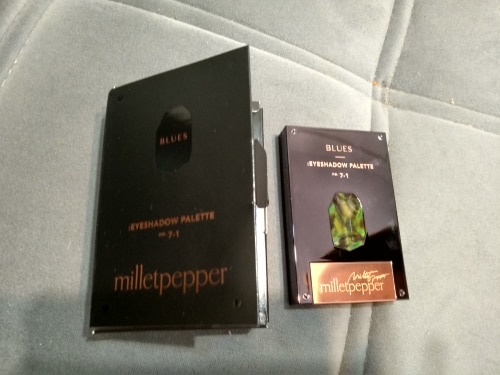 BLUES
:EYESHADOW PALETTE
no. 7-1
milletpepper
BLUES
:EYESHADOW PALETTE
no. 7-1
milletpepper